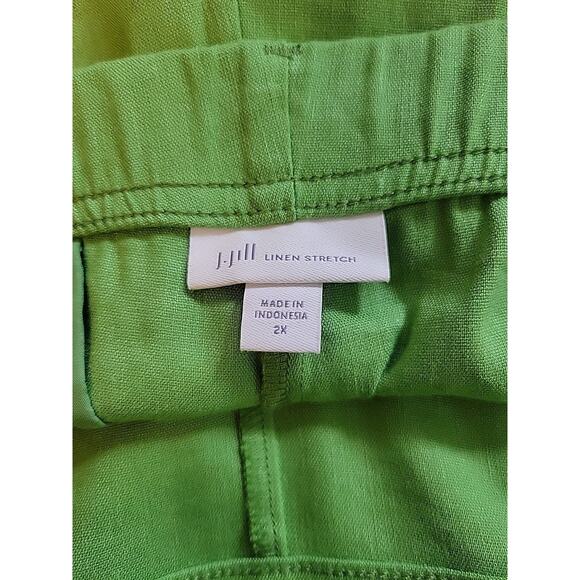 J.Jill LINEN STRETCH
MADE IN
INDONESIA
2X